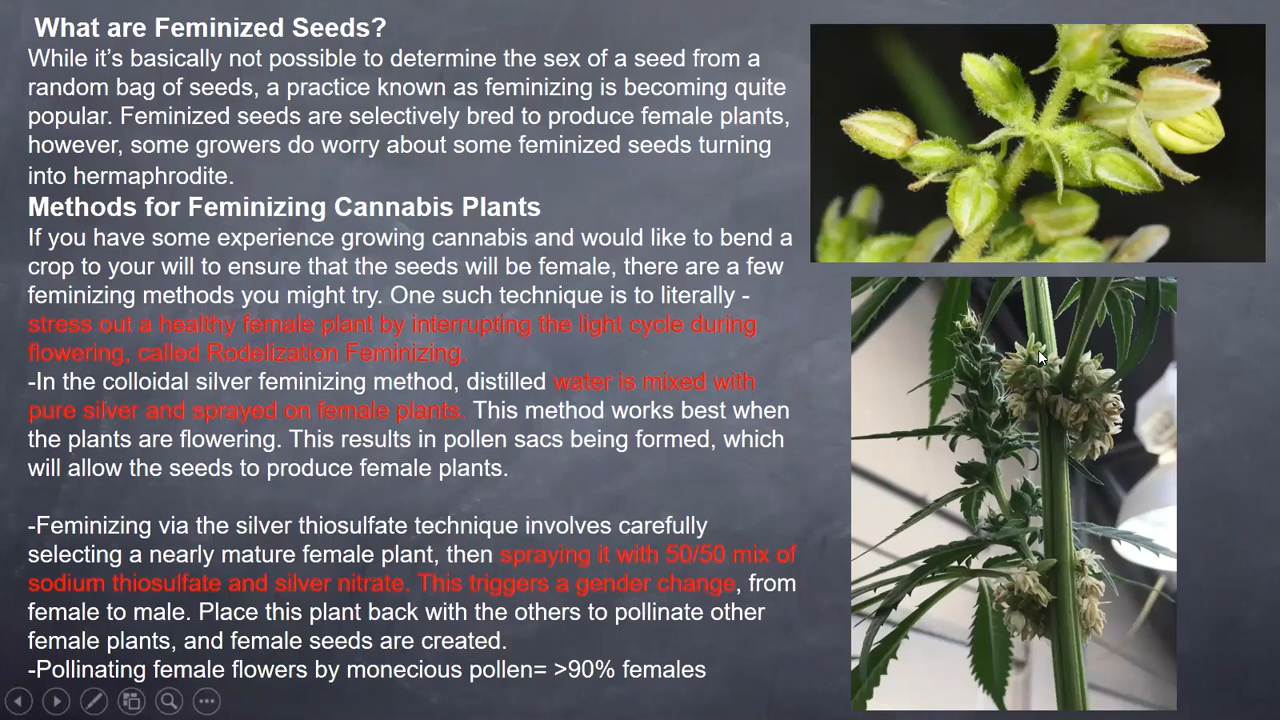 What are Feminized Seeds?
While it’s basically not possible to determine the sex of a seed from a
random bag of seeds, a practice known as feminizing is becoming quite
popular. Feminized seeds are selectively bred to produce female plants,
however, some growers do worry about some feminized seeds turning
into hermaphrodite.
Methods for Feminizing Cannabis Plants
If you have some experience growing cannabis and would like to bend a
crop to your will to ensure that the seeds will be female, there are a few
feminizing methods you might try. One such technique is to literally -
stress out a healthy female plant by interrupting the light cycle during
flowering, called Rodelization Feminizing.
-In the colloidal silver feminizing method, distilled water is mixed with
pure silver and sprayed on female plants. This method works best when
the plants are flowering. This results in pollen sacs being formed, which
will allow the seeds to produce female plants.
-Feminizing via the silver thiosulfate technique involves carefully
selecting a nearly mature female plant, then spraying it with 50/50 mix of
sodium thiosulfate and silver nitrate. This triggers a gender change, from
female to male. Place this plant back with the others to pollinate other
female plants, and female seeds are created.
-Pollinating female flowers by monecious pollen= >90% females